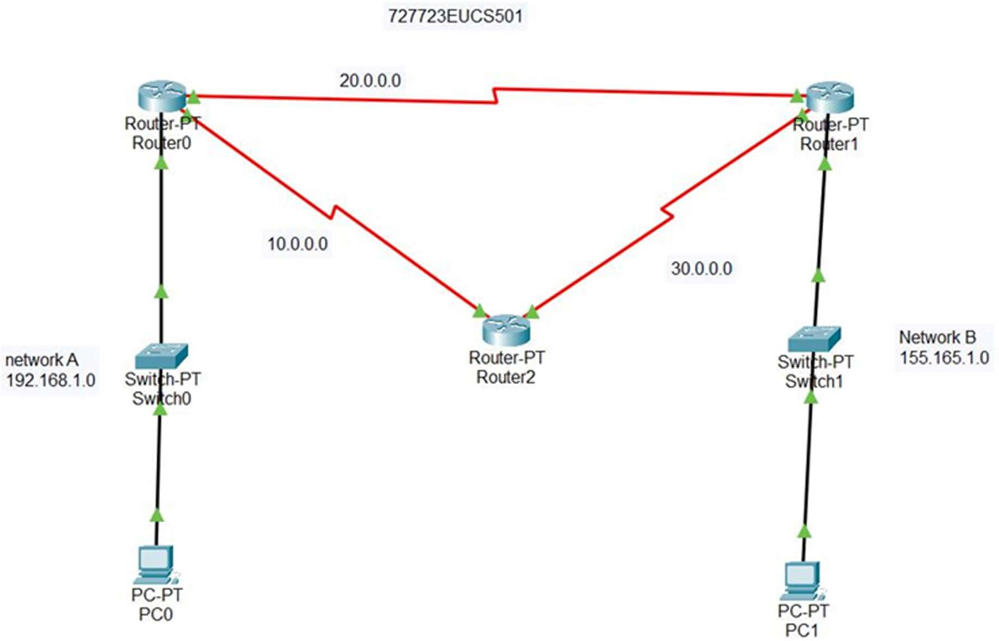 727723EUCS501
20.0.0.0
Router-PT
Router0
Router-PT
Router1
10.0.0.0
30.0.0.0
Router-PT
Router2
network A
192.168.1.0
Switch-PT
Switch0
Switch-PT
Switch1
Network B
155.165.1.0
PC-PT
PC0
PC-PT
PC1